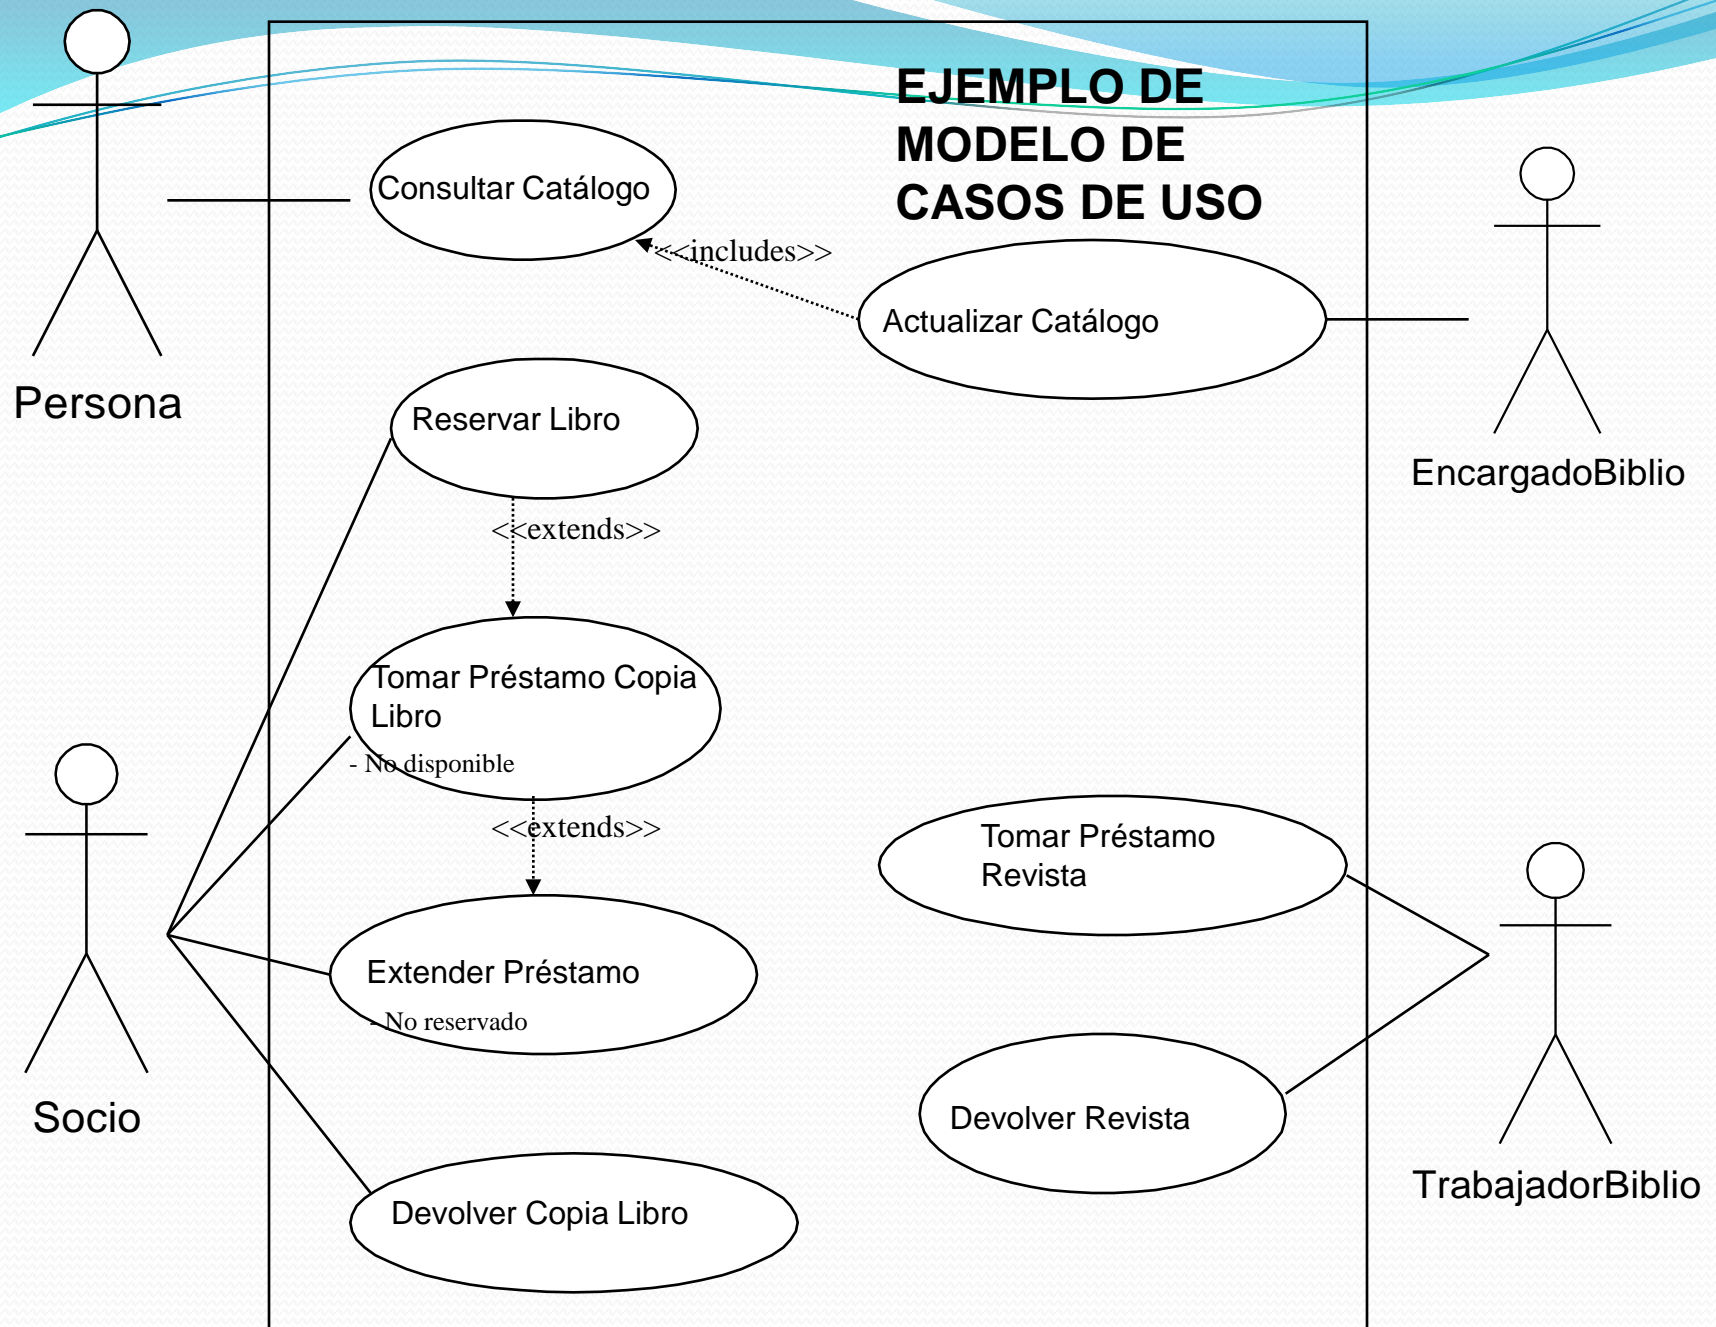 EJEMPLO DE
MODELO DE
CASOS DE USO
Consultar Catálogo
<<includes>>
Actualizar Catálogo
Persona
Reservar Libro
EncargadoBiblio
<<extends>>
Tomar Préstamo Copia
Libro
- No disponible
<<extends>>
Tomar Préstamo
Revista
Extender Préstamo
- No reservado
Socio
Devolver Revista
TrabajadorBiblio
Devolver Copia Libro